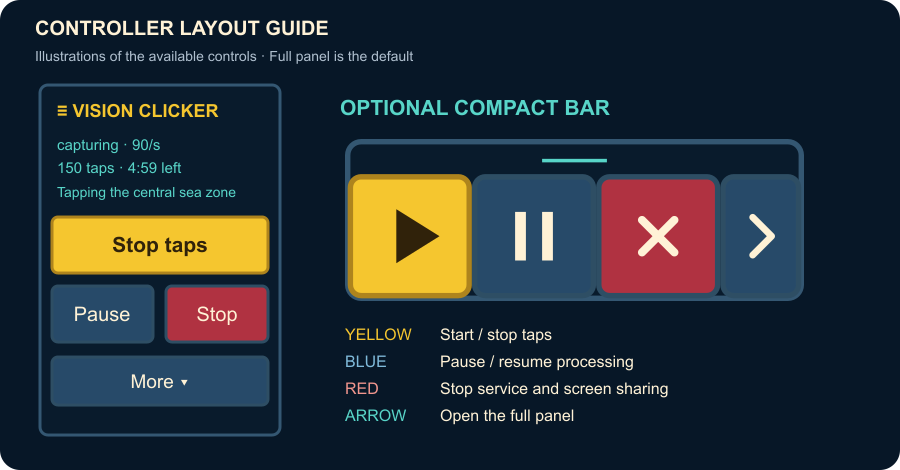 CONTROLLER LAYOUT GUIDE
Illustrations of the available controls · Full panel is the default
≡ VISION CLICKER
capturing · 90/s
150 taps · 4:59 left
Tapping the central sea zone
Stop taps
Pause
Stop
More ▾
OPTIONAL COMPACT BAR
YELLOW Start / stop taps
BLUE Pause / resume processing
RED Stop service and screen sharing
ARROW Open the full panel